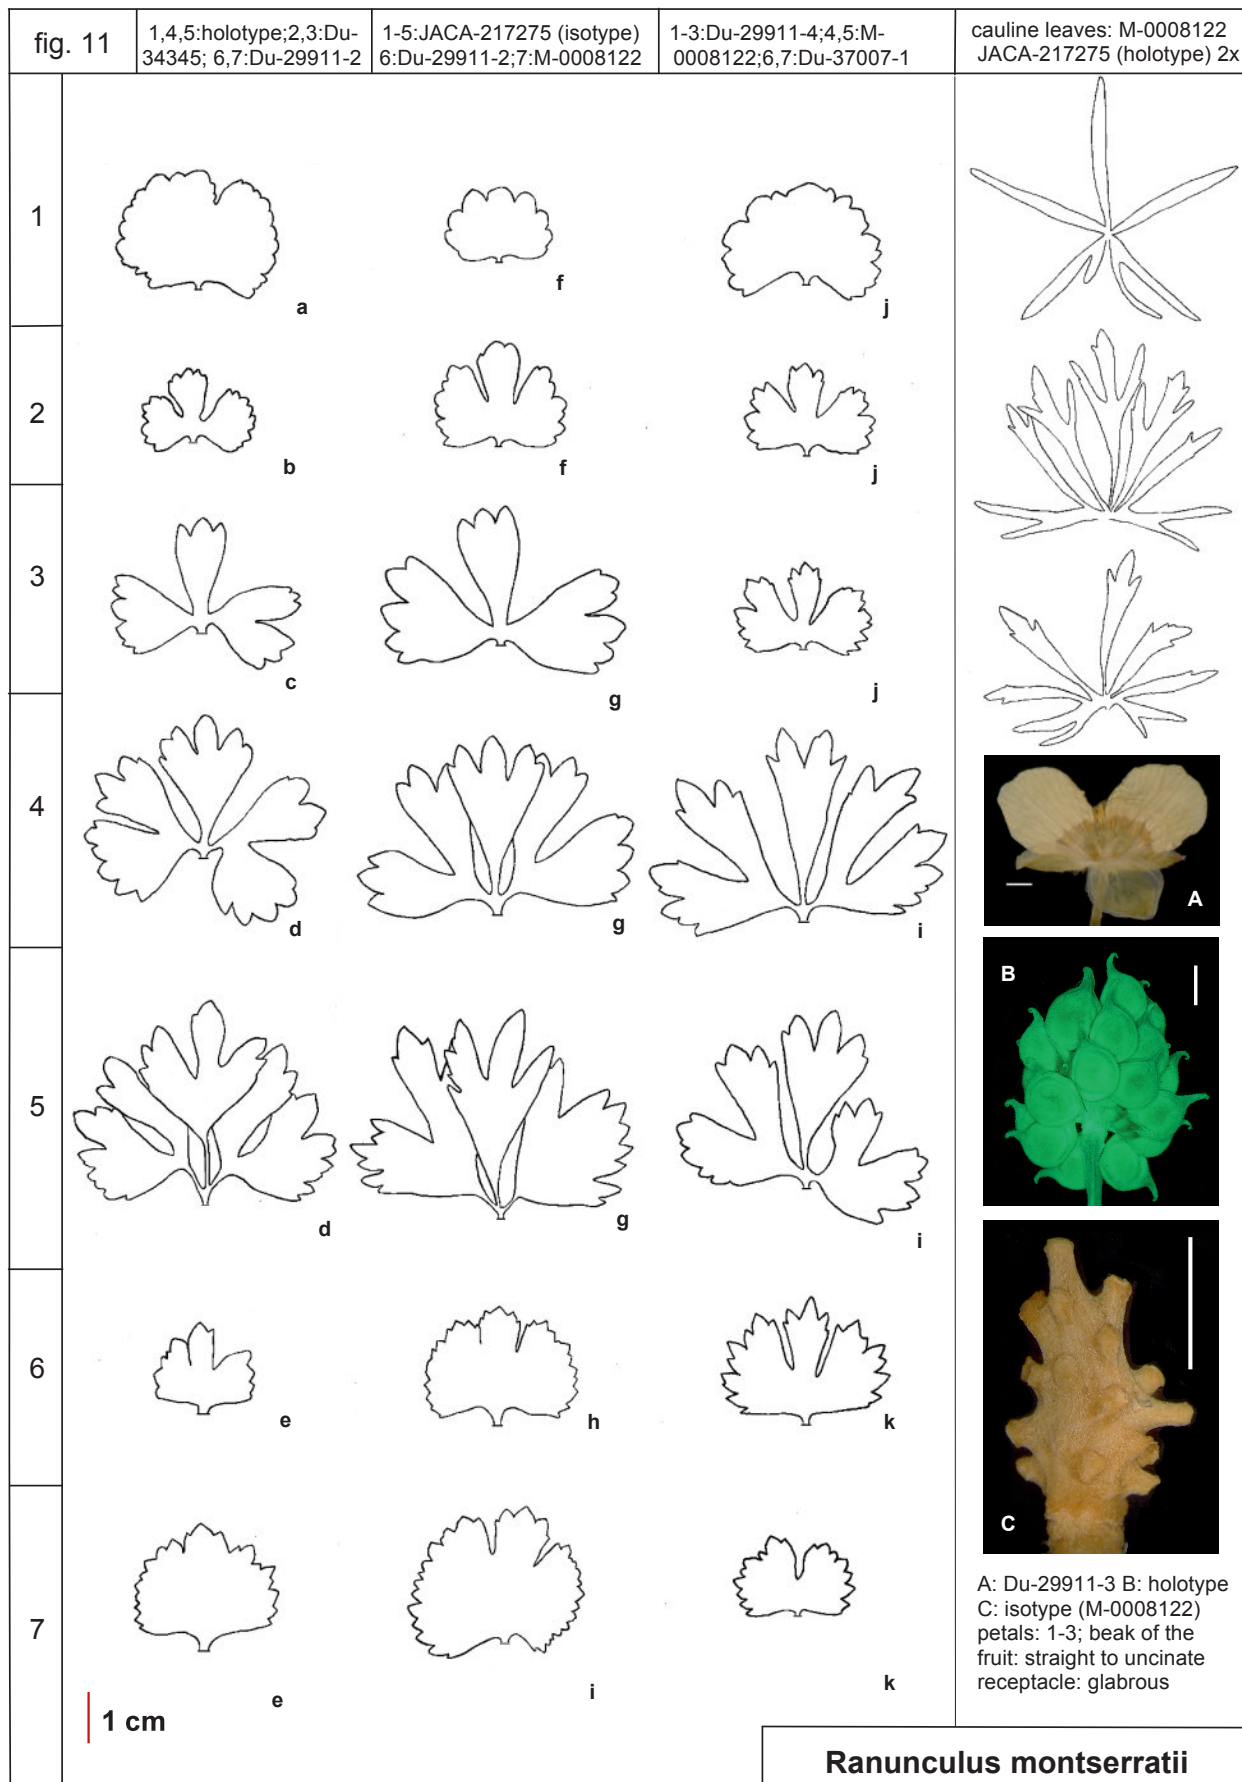 fig. 11
1,4,5:holotype;2,3:Du-
34345; 6,7:Du-29911-2
1-5:JACA-217275 (isotype)
6:Du-29911-2;7:M-0008122
1-3:Du-29911-4;4,5:M-
0008122;6,7:Du-37007-1
cauline leaves: M-0008122
JACA-217275 (holotype) 2x
1
a
f
j
2
b
f
j
3
c
g
j
4
d
g
i
A
B
5
d
g
i
6
e
h
k
C
7
e
i
k
1 cm
A: Du-29911-3 B: holotype
C: isotype (M-0008122)
petals: 1-3; beak of the
fruit: straight to uncinate
receptacle: glabrous
Ranunculus montserratii